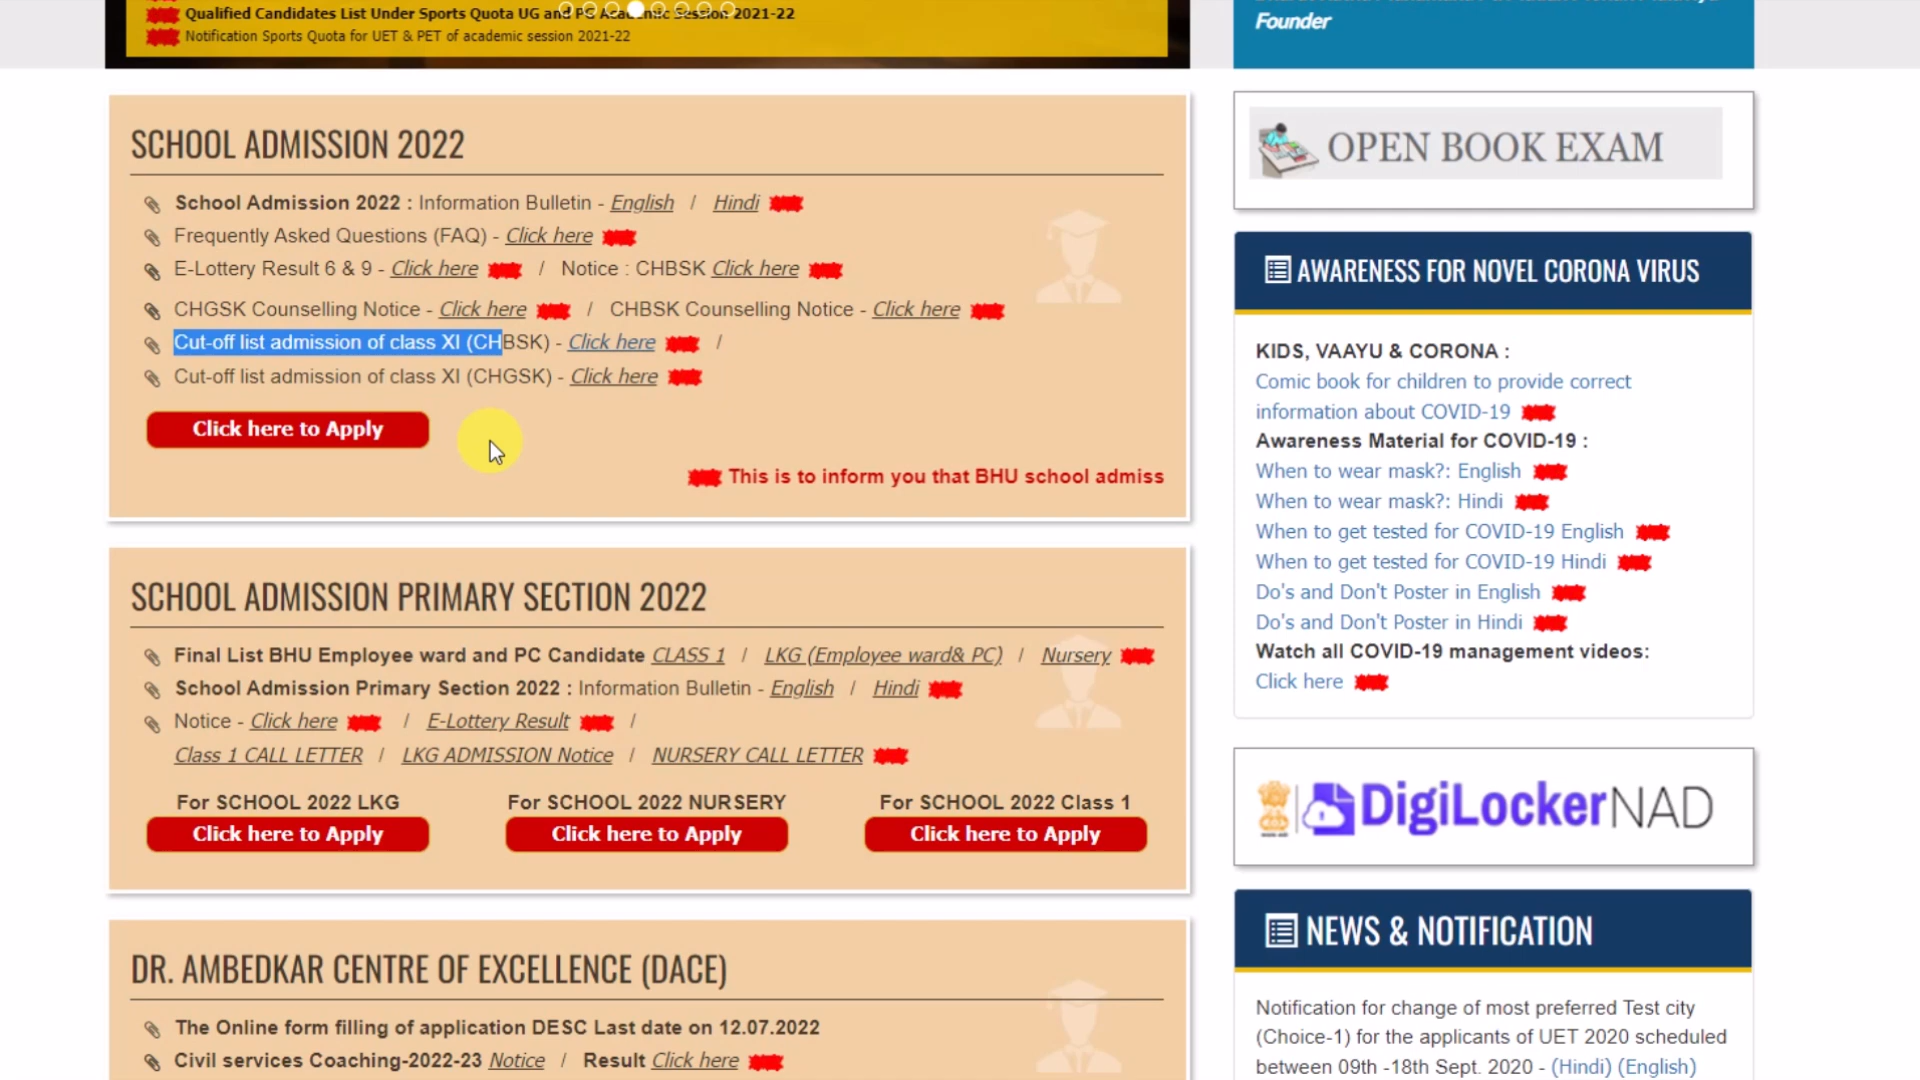 Qualified Candidates List Under Sports Quota UG and PG Academic Session 2021-22
Notification Sports Quota for UET & PET of academic session 2021-22
Founder
SCHOOL ADMISSION 2022
School Admission 2022 : Information Bulletin - English / Hindi
Frequently Asked Questions (FAQ) - Click here
E-Lottery Result 6 & 9 - Click here / Notice : CHBSK Click here
CHGSK Counselling Notice - Click here / CHBSK Counselling Notice - Click here
Cut-off list admission of class XI (CHBSK) - Click here /
Cut-off list admission of class XI (CHGSK) - Click here
Click here to Apply
This is to inform you that BHU school admiss
SCHOOL ADMISSION PRIMARY SECTION 2022
Final List BHU Employee ward and PC Candidate CLASS 1 / LKG (Employee ward& PC) / Nursery
School Admission Primary Section 2022 : Information Bulletin - English / Hindi
Notice - Click here / E-Lottery Result /
Class 1 CALL LETTER / LKG ADMISSION Notice / NURSERY CALL LETTER
For SCHOOL 2022 LKG For SCHOOL 2022 NURSERY For SCHOOL 2022 Class 1
Click here to Apply Click here to Apply Click here to Apply
DR. AMBEDKAR CENTRE OF EXCELLENCE (DACE)
The Online form filling of application DESC Last date on 12.07.2022
Civil services Coaching-2022-23 Notice / Result Click here
OPEN BOOK EXAM
AWARENESS FOR NOVEL CORONA VIRUS
KIDS, VAAYU & CORONA :
Comic book for children to provide correct
information about COVID-19
Awareness Material for COVID-19 :
When to wear mask?: English
When to wear mask?: Hindi
When to get tested for COVID-19 English
When to get tested for COVID-19 Hindi
Do's and Don't Poster in English
Do's and Don't Poster in Hindi
Watch all COVID-19 management videos:
Click here
DigiLocker NAD
NEWS & NOTIFICATION
Notification for change of most preferred Test city
(Choice-1) for the applicants of UET 2020 scheduled
between 09th -18th Sept. 2020 - (Hindi) (English)